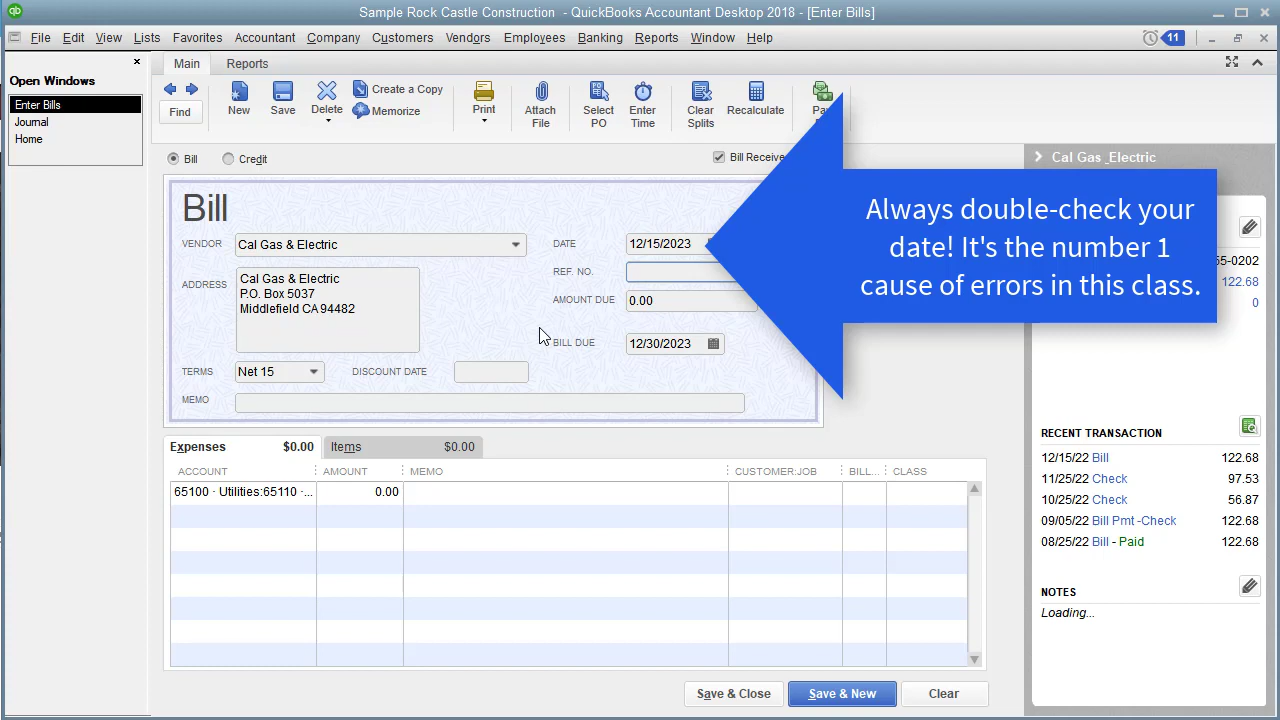 Sample Rock Castle Construction - QuickBooks Accountant Desktop 2018 - [Enter Bills]
File Edit View Lists Favorites Accountant Company Customers Vendors Employees Banking Reports Window Help 11
Open Windows
Enter Bills
Journal
Home
Main Reports
Find
New
Save
Delete
Create a Copy
Memorize
Print
Attach File
Select PO
Enter Time
Clear Splits
Recalculate
Bill Credit
Bill
VENDOR Cal Gas & Electric
ADDRESS
Cal Gas & Electric
P.O. Box 5037
Middlefield CA 94482
TERMS Net 15 DISCOUNT DATE
MEMO
DATE 12/15/2023
REF. NO.
AMOUNT DUE 0.00
BILL DUE 12/30/2023
Always double-check your
date! It's the number 1
cause of errors in this class.
Expenses $0.00 Items $0.00
ACCOUNT AMOUNT MEMO CUSTOMER:JOB BILL... CLASS
65100 · Utilities:65110 ·... 0.00
Save & Close Save & New Clear
Cal Gas _Electric
122.68
0
RECENT TRANSACTION
12/15/22 Bill 122.68
11/25/22 Check 97.53
10/25/22 Check 56.87
09/05/22 Bill Pmt -Check 122.68
08/25/22 Bill - Paid 122.68
NOTES
Loading...